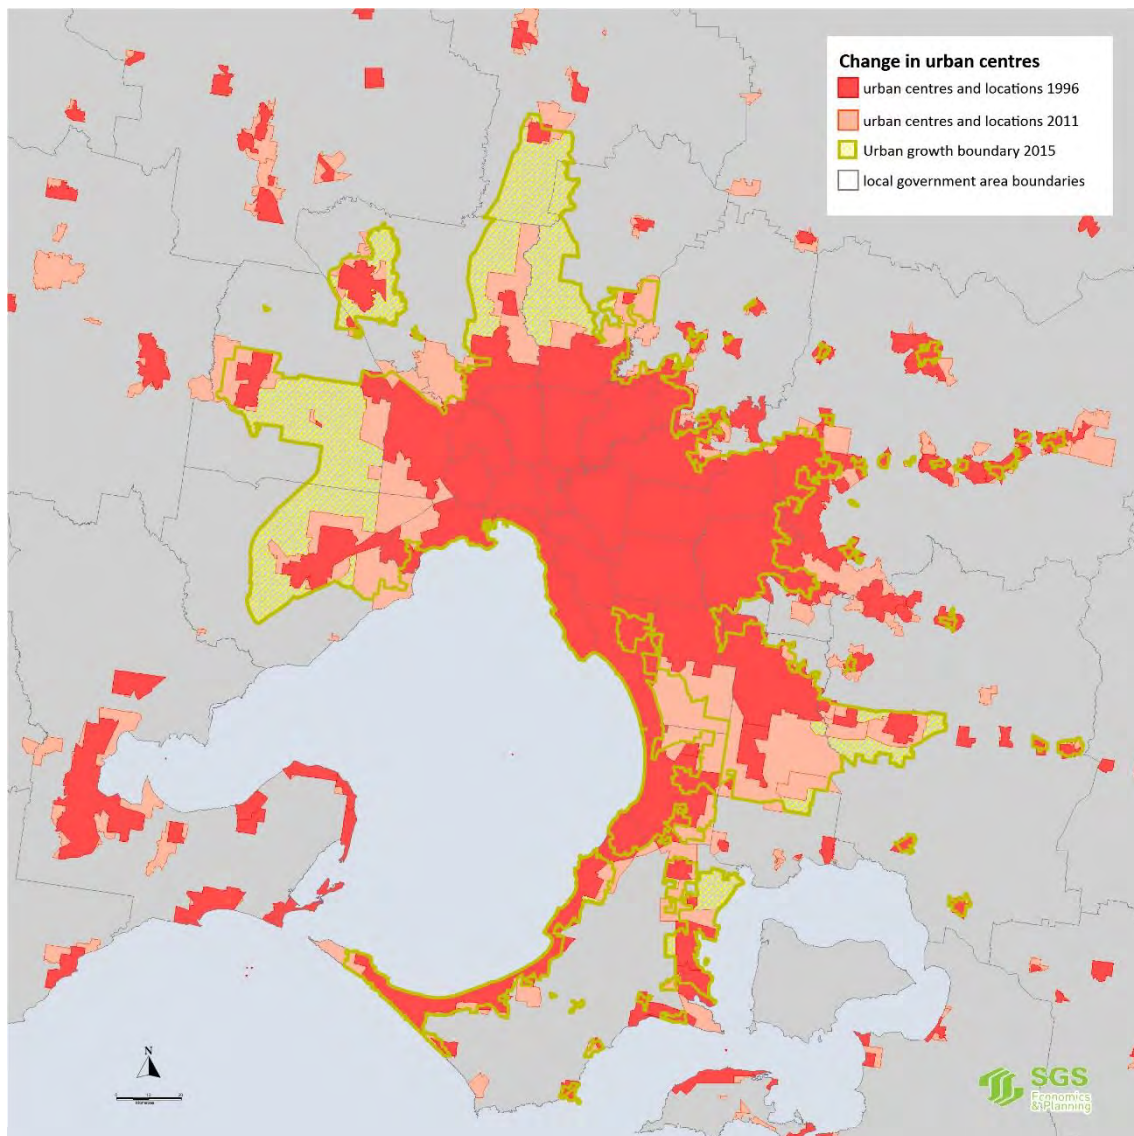 Change in urban centres
urban centres and locations 1996
urban centres and locations 2011
Urban growth boundary 2015
local government area boundaries
N
SGS
Economics
& Planning